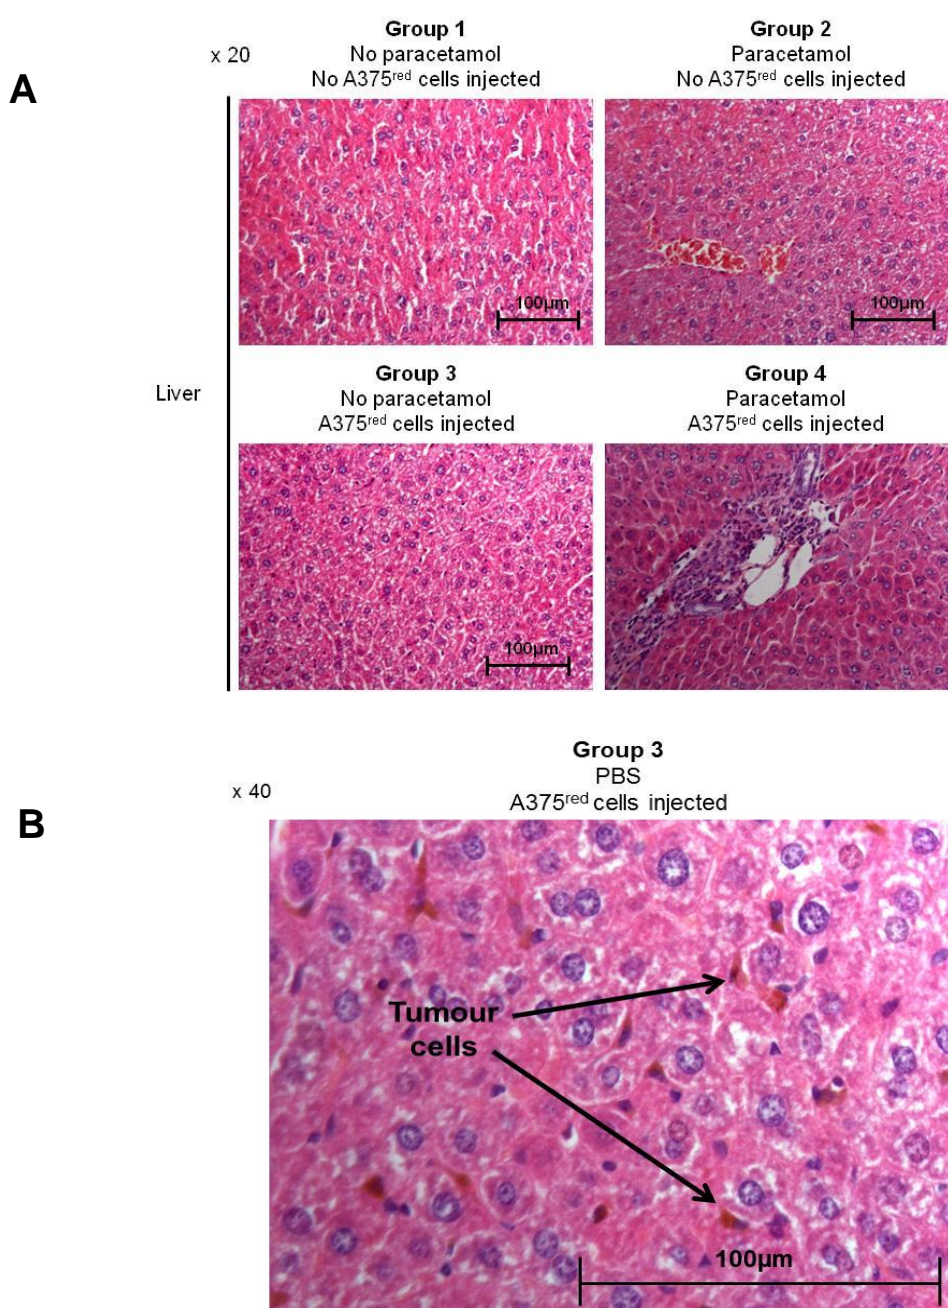 A
x 20
Group 1
No paracetamol
No A375red cells injected
Group 2
Paracetamol
No A375red cells injected
100µm
100µm
Liver
Group 3
No paracetamol
A375red cells injected
Group 4
Paracetamol
A375red cells injected
100µm
B
x 40
Group 3
PBS
A375red cells injected
Tumour
cells
100µm